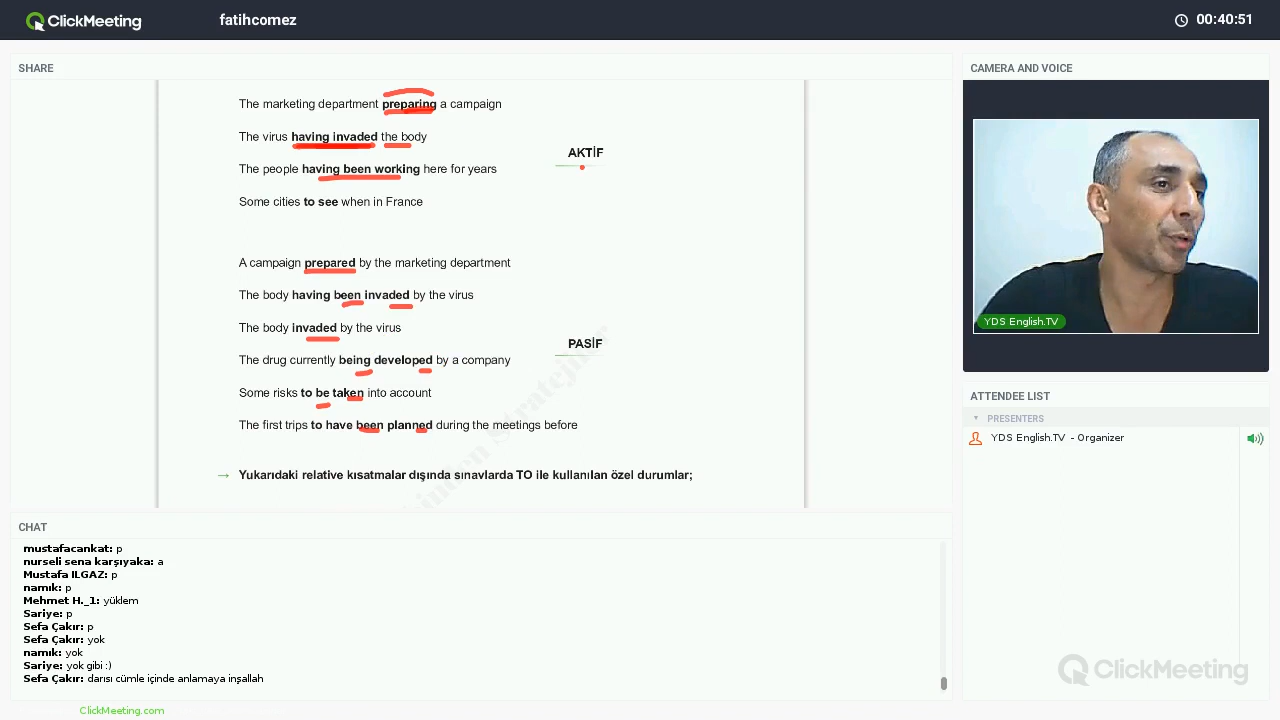 ClickMeeting
fatihcomez
00:40:51
SHARE
The marketing department preparing a campaign
The virus having invaded the body
AKTİF
The people having been working here for years
Some cities to see when in France
A campaign prepared by the marketing department
The body having been invaded by the virus
The body invaded by the virus
PASİF
The drug currently being developed by a company
Some risks to be taken into account
The first trips to have been planned during the meetings before
→ Yukarıdaki relative kısatmalar dışında sınavlarda TO ile kullanılan özel durumlar;
CAMERA AND VOICE
YDS English.TV
ATTENDEE LIST
PRESENTERS
YDS English.TV - Organizer
CHAT
mustafacankat: p
nurseli sena karşıyaka: a
Mustafa ILGAZ: p
namık: p
Mehmet H._1: yüklem
Sariye: p
Sefa Çakır: p
Sefa Çakır: yok
namık: yok
Sariye: yok gibi :)
Sefa Çakır: darısı cümle içinde anlamaya inşallah
ClickMeeting
ClickMeeting.com